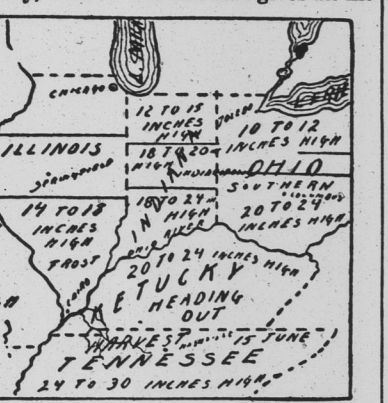 L. MICH
CHICAGO
L. ERIE
TOLEDO
12 TO 15
INCHES
HIGH
10 TO 12
INCHES HIGH
ILLINOIS
SPRINGFIELD
18 TO 20
HIGH
INDIANAPOLIS
INDIANA
OHIO
SOUTHERN
COLUMBUS
20 TO 24
INCHES HIGH
14 TO 18
INCHES
HIGH
FROST
18 TO 24 IN
HIGH
OHIO RIVER
CAIRO
20 TO 24 INCHES HIGH
KENTUCKY
HEADING
OUT
HARVEST
15 JUNE
TENNESSEE
24 TO 30 INCHES HIGH